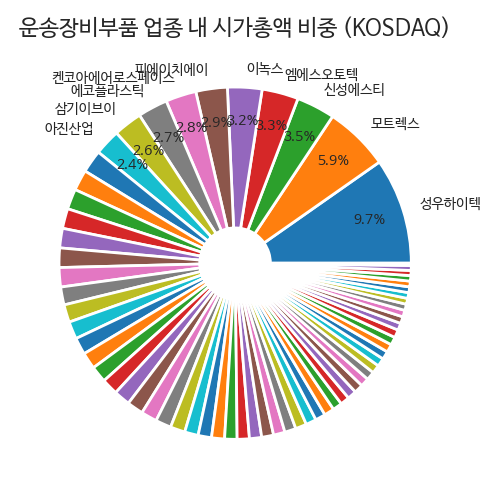 운송장비부품 업종 내 시가총액 비중 (KOSDAQ)
성우하이텍
9.7%
모트렉스
5.9%
신성에스티
3.5%
엠에스오토텍
3.3%
이녹스
3.2%
피에이치에이
2.9%
켄코아에어로스페이스
2.8%
에코플라스틱
2.7%
삼기이브이
2.6%
아진산업
2.4%